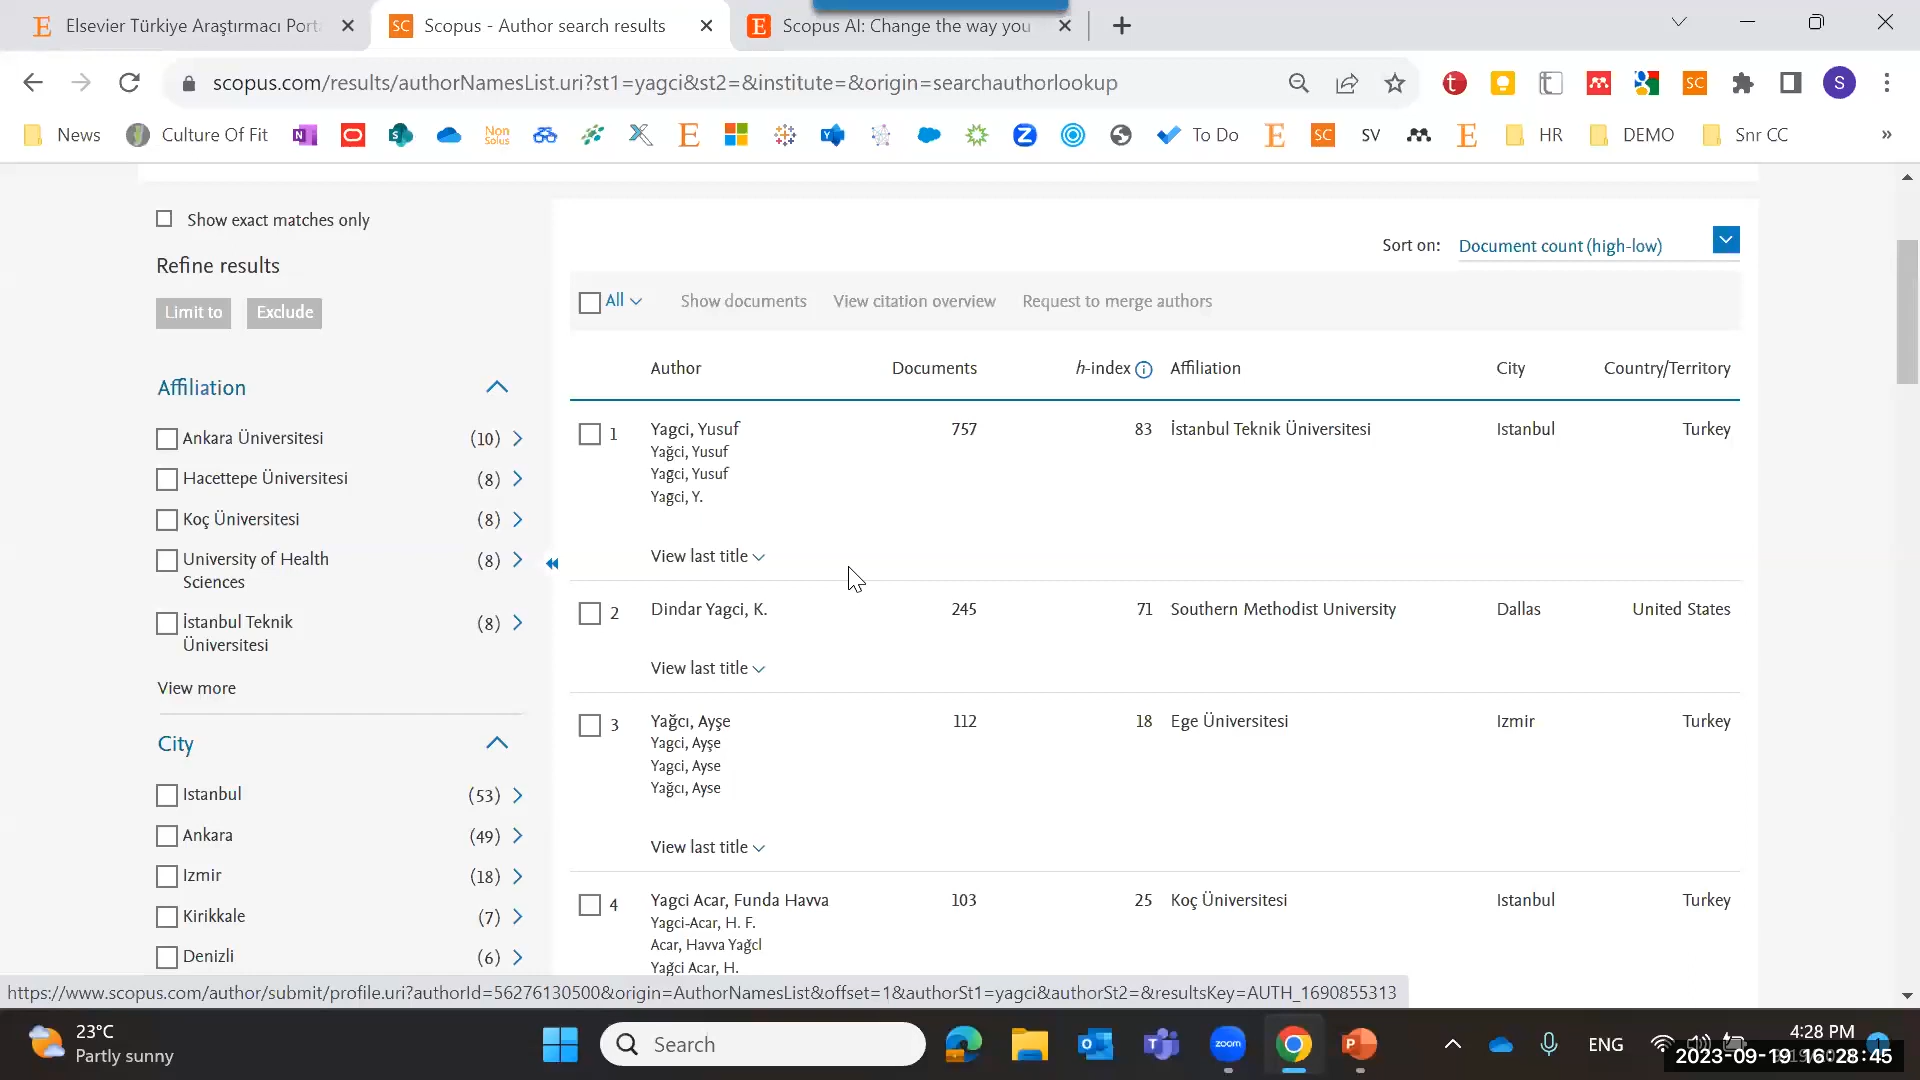 Elsevier Türkiye Araştırmacı Porta
SC Scopus - Author search results
Scopus AI: Change the way you
scopus.com/results/authorNamesList.uri?st1=yagci&st2=&institute=&origin=searchauthorlookup
News Culture Of Fit Non Solus To Do SC SV HR DEMO Snr CC »
Show exact matches only
Refine results
Limit to Exclude
Affiliation
Ankara Üniversitesi (10)
Hacettepe Üniversitesi (8)
Koç Üniversitesi (8)
University of Health (8)
Sciences
İstanbul Teknik (8)
Üniversitesi
View more
City
Istanbul (53)
Ankara (49)
Izmir (18)
Kirikkale (7)
Denizli (6)
Sort on: Document count (high-low)
All Show documents View citation overview Request to merge authors
Author Documents h-index Affiliation City Country/Territory
1 Yagci, Yusuf 757 83 İstanbul Teknik Üniversitesi Istanbul Turkey
Yaǧci, Yusuf
Yaģci, Yusuf
Yaǧci, Y.
View last title
2 Dindar Yagci, K. 245 71 Southern Methodist University Dallas United States
View last title
3 Yağcı, Ayşe 112 18 Ege Üniversitesi Izmir Turkey
Yagci, Ayşe
Yagci, Ayse
Yağcı, Ayse
View last title
4 Yagci Acar, Funda Havva 103 25 Koç Üniversitesi Istanbul Turkey
Yagci-Acar, H. F.
Acar, Havva Yağcl
Yağci Acar, H.
https://www.scopus.com/author/submit/profile.uri?authorId=56276130500&origin=AuthorNamesList&offset=1&authorSt1=yagci&authorSt2=&resultsKey=AUTH_1690855313
23°C
Partly sunny
Search
zoom
ENG
4:28 PM
2023-09-19 16:28:45